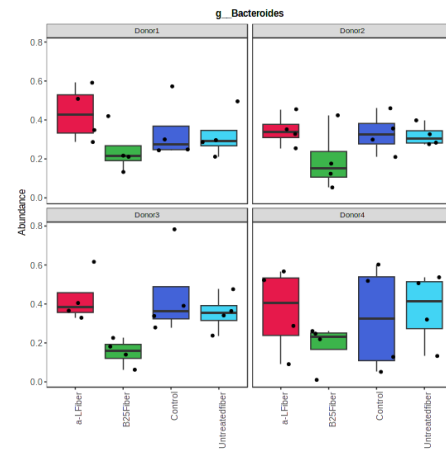 g__Bacteroides
Donor1
Donor2
0.8
0.6
0.4
0.2
0.0
Donor3
Donor4
0.8
0.6
0.4
0.2
0.0
Abundance
a-LFiber
B25Fiber
Control
Untreatedfiber
a-LFiber
B25Fiber
Control
Untreatedfiber